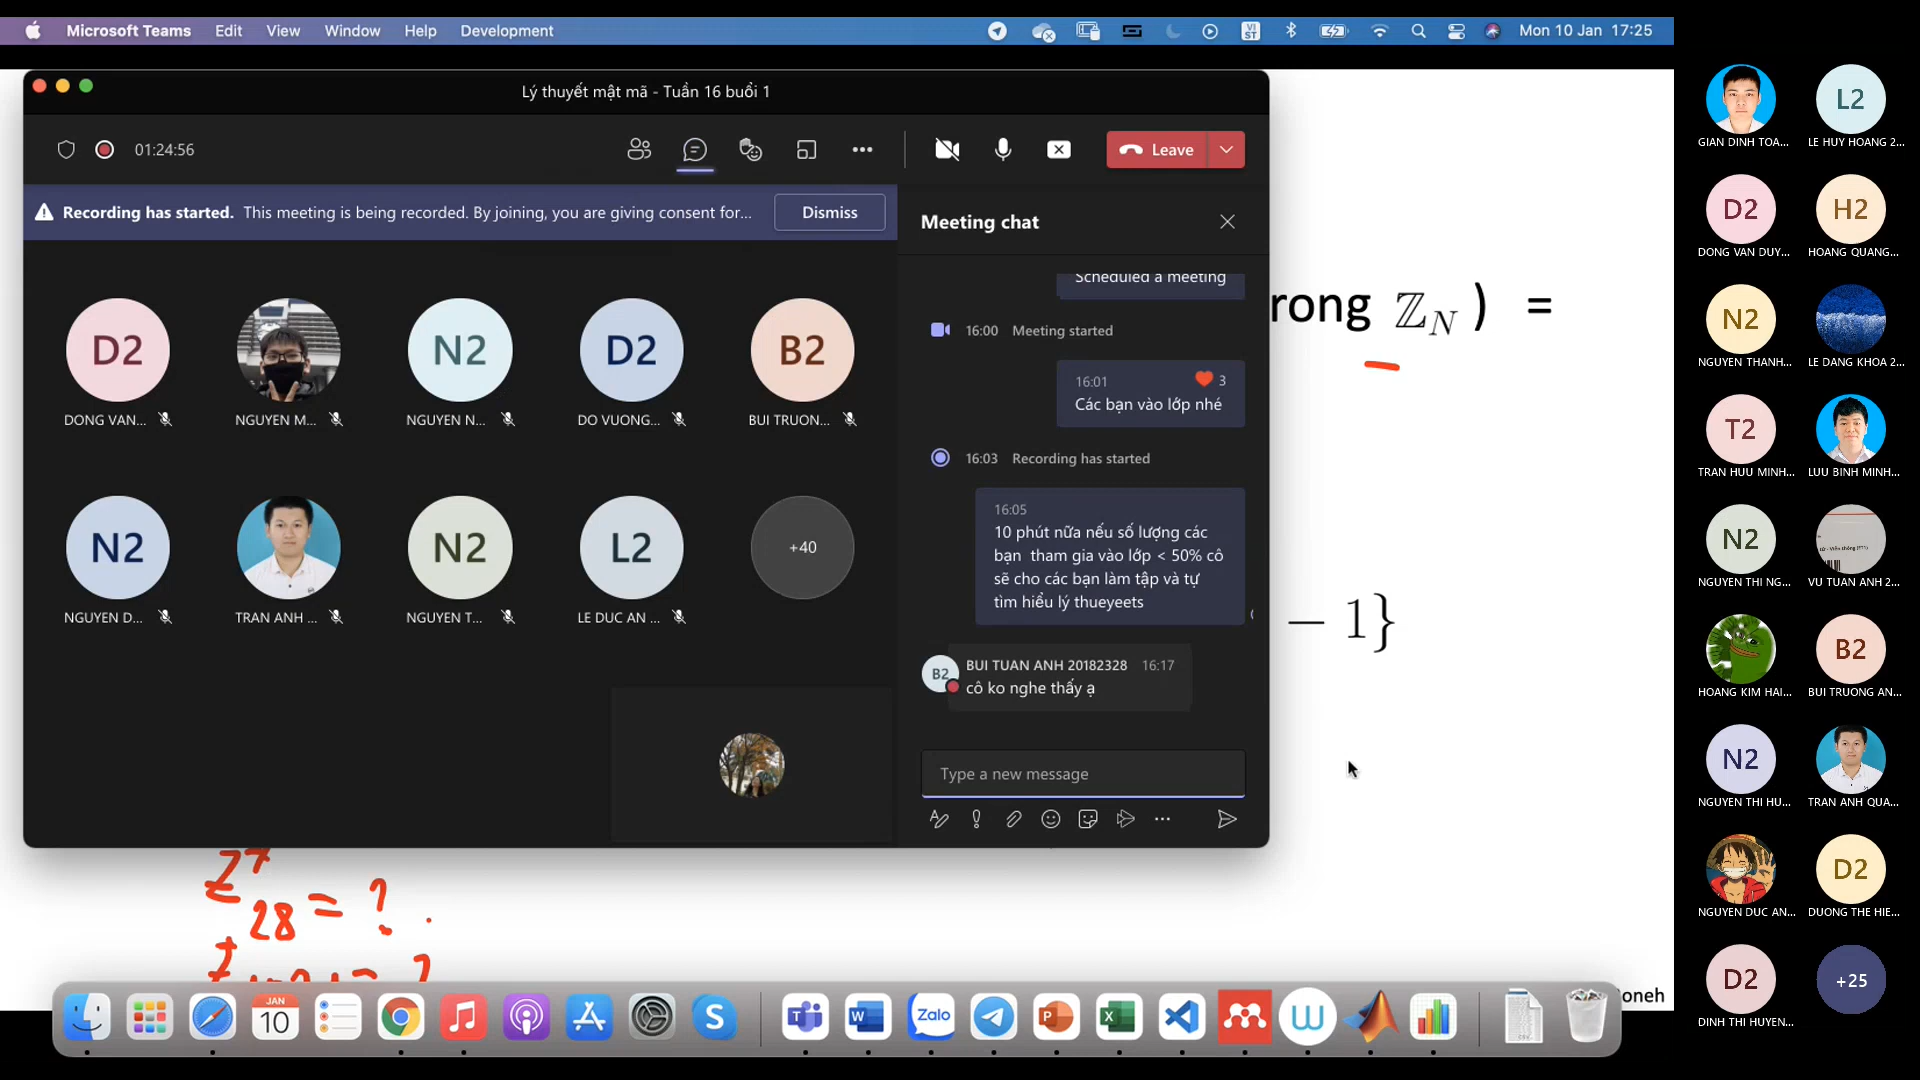 Microsoft Teams Edit View Window Help Development
VI
ST
Mon 10 Jan 17:25
Lý thuyết mật mã - Tuần 16 buổi 1
01:24:56
Leave
Recording has started. This meeting is being recorded. By joining, you are giving consent for...
Dismiss
D2
N2
D2
B2
DONG VAN...
NGUYEN M...
NGUYEN N...
DO VUONG...
BUI TRUON...
N2
N2
L2
+40
NGUYEN D...
TRAN ANH ...
NGUYEN T...
LE DUC AN ...
Meeting chat
Scheduled a meeting
16:00 Meeting started
16:01
3
Các bạn vào lớp nhé
16:03 Recording has started
16:05
10 phút nữa nếu số lượng các
bạn tham gia vào lớp < 50% cô
sẽ cho các bạn làm tập và tự
tìm hiểu lý thueyeets
B2
BUI TUAN ANH 20182328 16:17
cô ko nghe thấy ạ
Type a new message
rong ℤN ) =
− 1}
28 = ?
oneh
JAN
10
Zalo
L2
GIAN DINH TOA...
LE HUY HOANG 2...
D2
H2
DONG VAN DUY...
HOANG QUANG...
N2
NGUYEN THANH...
LE DANG KHOA 2...
T2
TRAN HUU MINH...
LUU BINH MINH...
N2
NGUYEN THI NG...
VU TUAN ANH 2...
B2
HOANG KIM HAI...
BUI TRUONG AN...
N2
NGUYEN THI HU...
TRAN ANH QUA...
D2
NGUYEN DUC AN...
DUONG THE HIE...
D2
+25
DINH THI HUYEN...